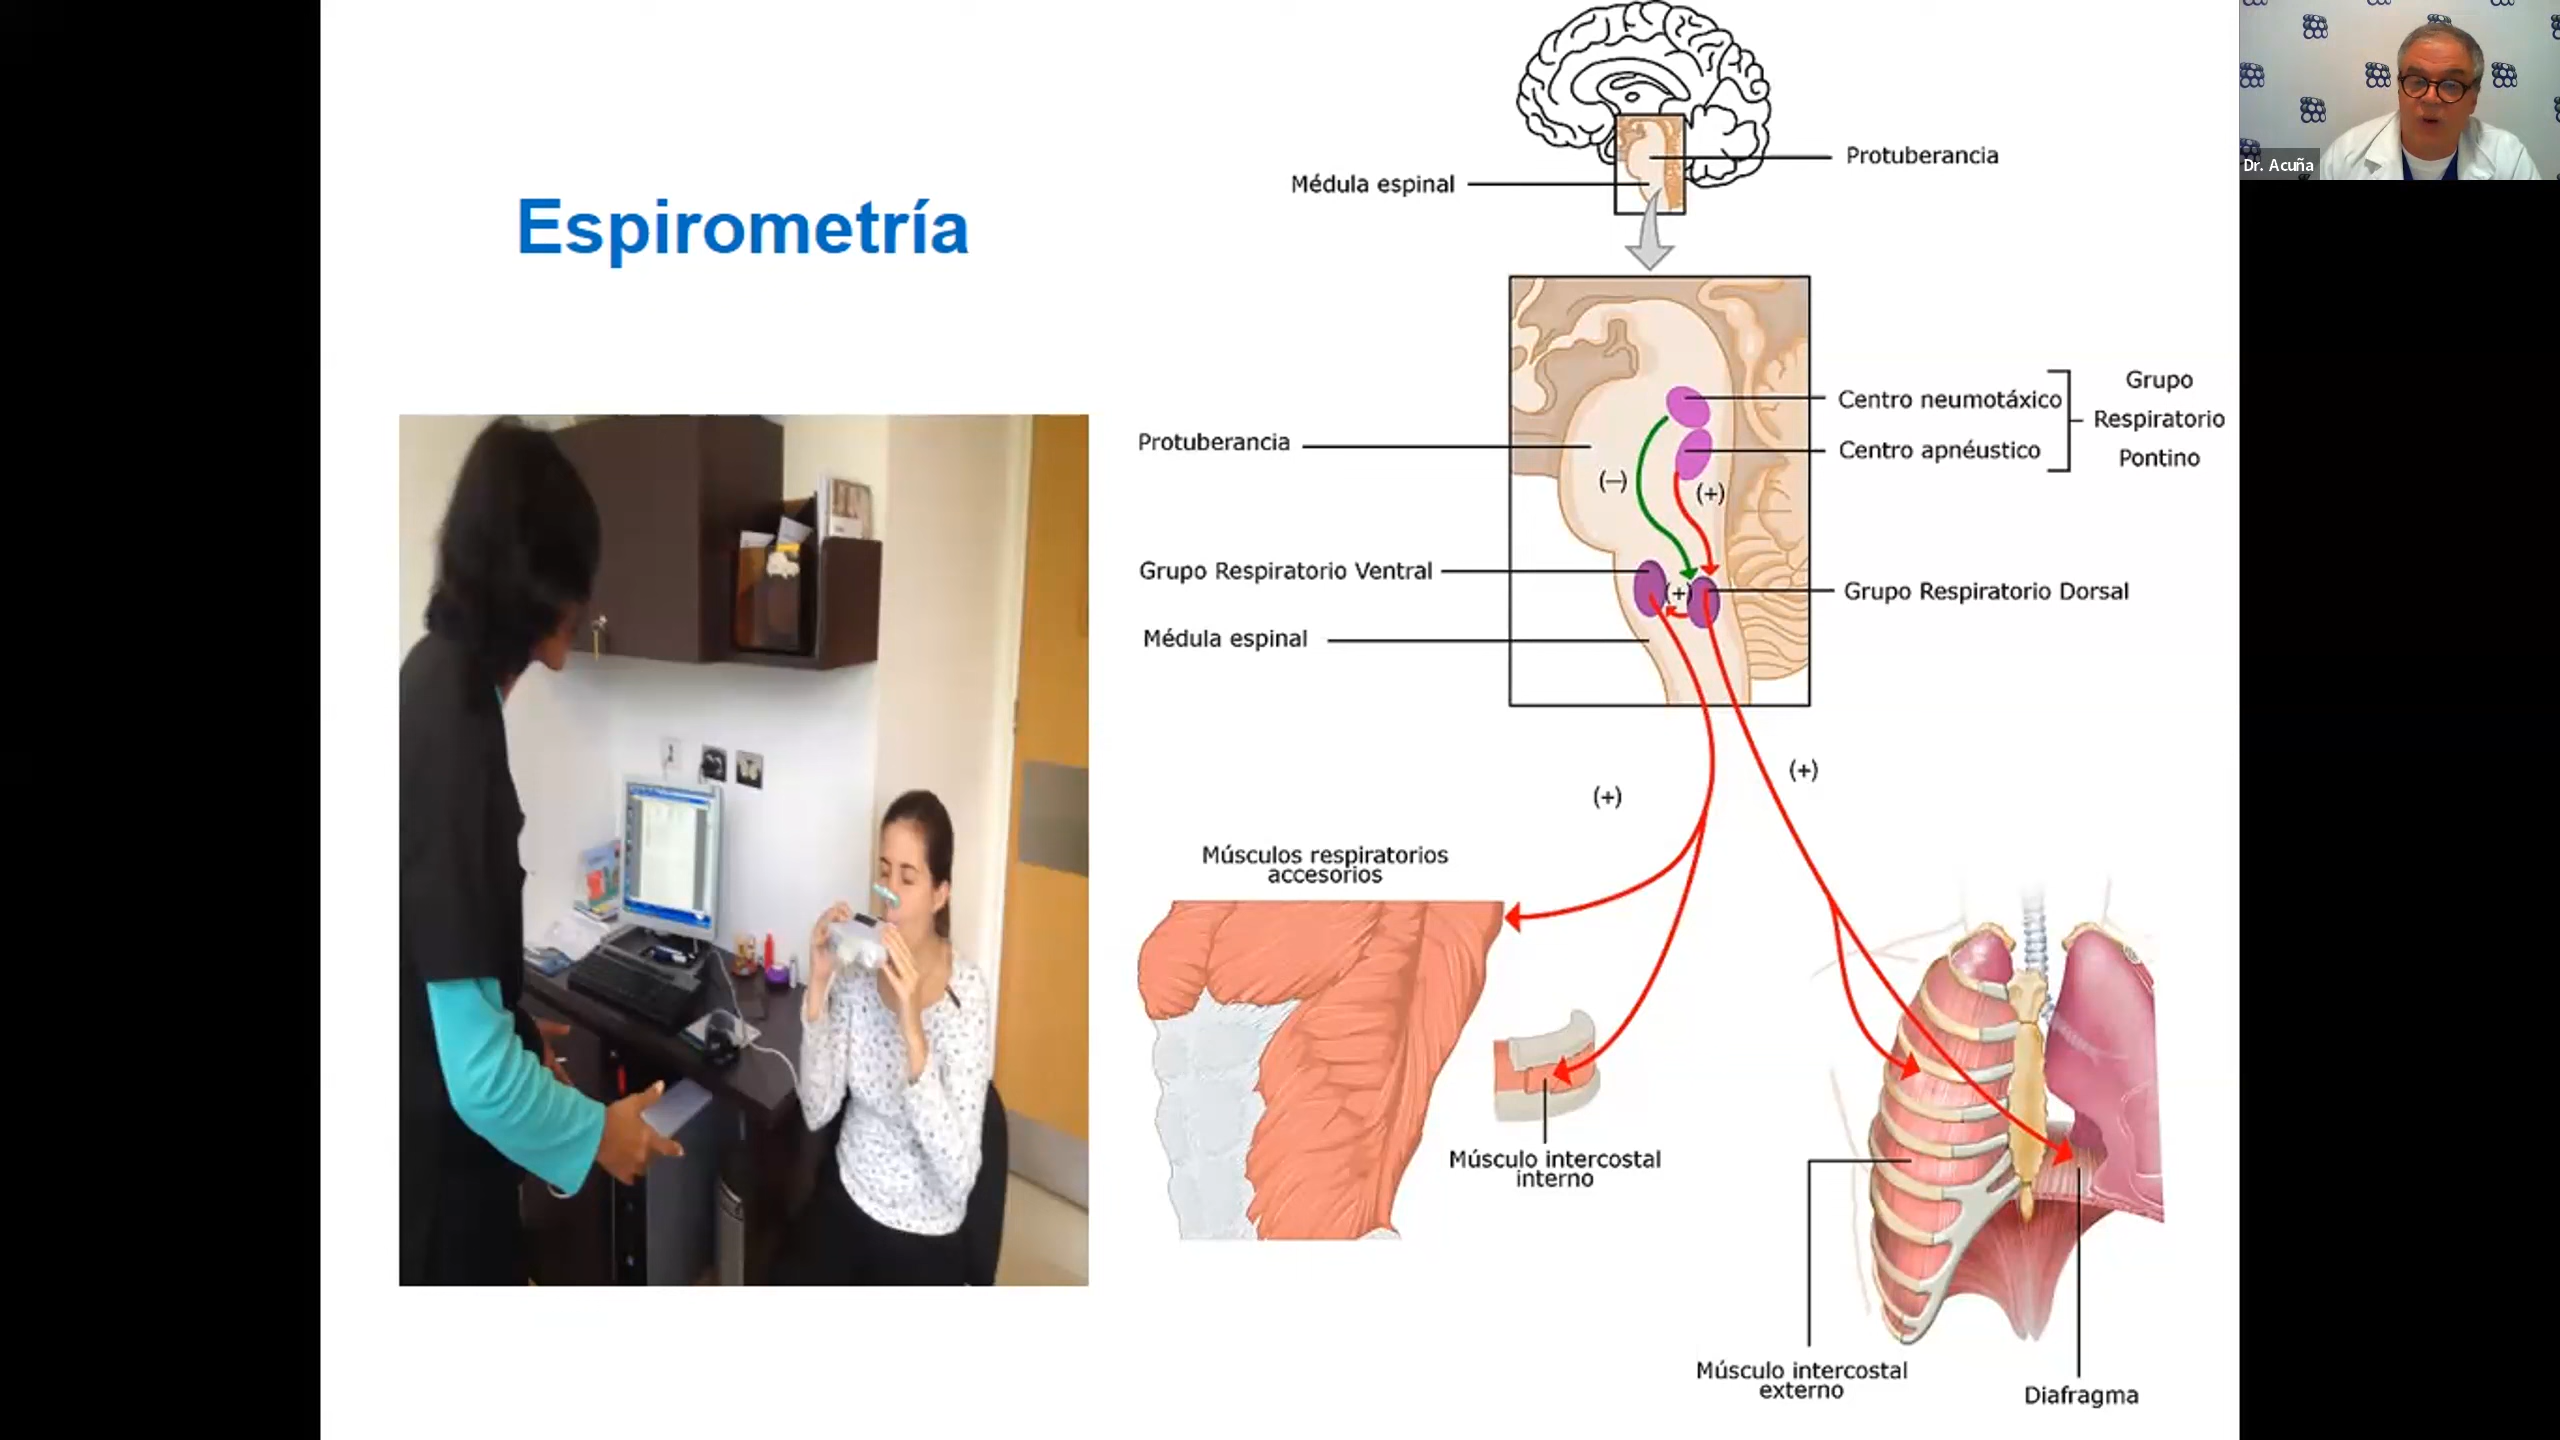 Espirometría
Protuberancia
Médula espinal
Centro neumotáxico
Centro apnéustico
Grupo
Respiratorio
Pontino
Protuberancia
(−)
(+)
Grupo Respiratorio Ventral
(+)
Grupo Respiratorio Dorsal
Médula espinal
(+)
(+)
Músculos respiratorios
accesorios
Músculo intercostal
interno
Músculo intercostal
externo
Diafragma
Dr. Acuña